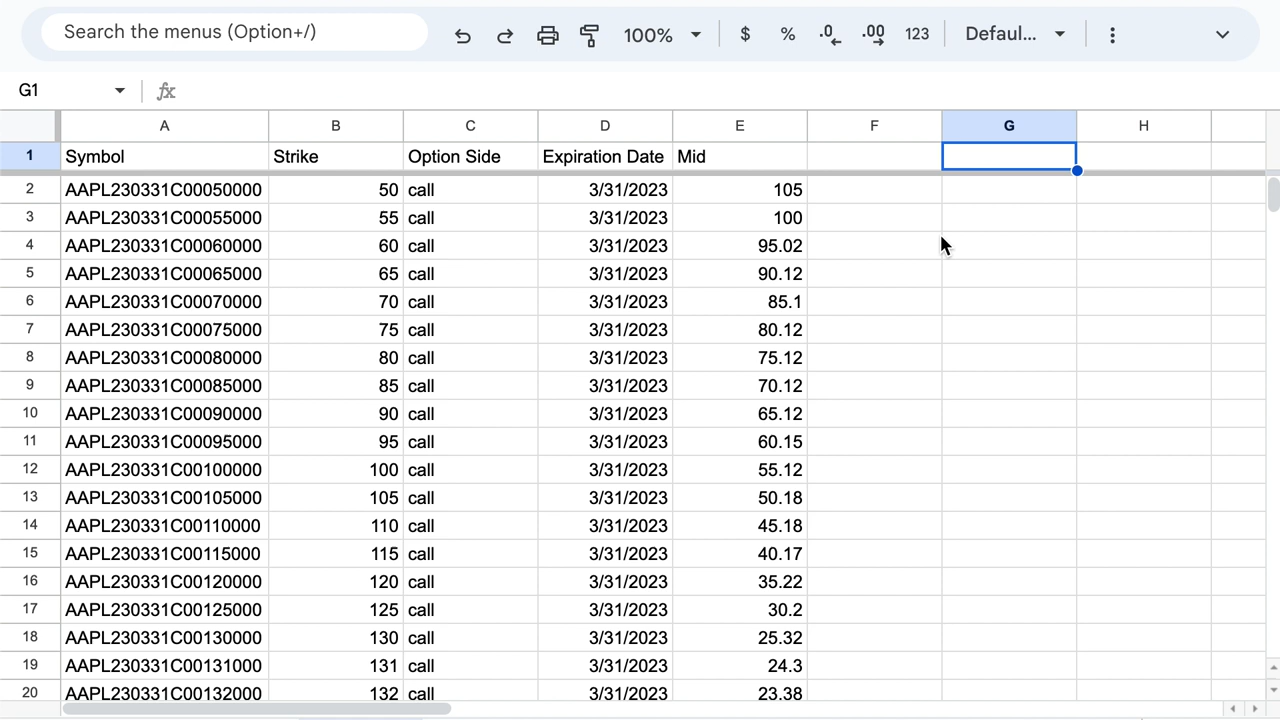 Search the menus (Option+/) 100% $ % .0 .00 123 Defaul...
G1 fx
A B C D E F G H
1 Symbol Strike Option Side Expiration Date Mid
2 AAPL230331C00050000 50 call 3/31/2023 105
3 AAPL230331C00055000 55 call 3/31/2023 100
4 AAPL230331C00060000 60 call 3/31/2023 95.02
5 AAPL230331C00065000 65 call 3/31/2023 90.12
6 AAPL230331C00070000 70 call 3/31/2023 85.1
7 AAPL230331C00075000 75 call 3/31/2023 80.12
8 AAPL230331C00080000 80 call 3/31/2023 75.12
9 AAPL230331C00085000 85 call 3/31/2023 70.12
10 AAPL230331C00090000 90 call 3/31/2023 65.12
11 AAPL230331C00095000 95 call 3/31/2023 60.15
12 AAPL230331C00100000 100 call 3/31/2023 55.12
13 AAPL230331C00105000 105 call 3/31/2023 50.18
14 AAPL230331C00110000 110 call 3/31/2023 45.18
15 AAPL230331C00115000 115 call 3/31/2023 40.17
16 AAPL230331C00120000 120 call 3/31/2023 35.22
17 AAPL230331C00125000 125 call 3/31/2023 30.2
18 AAPL230331C00130000 130 call 3/31/2023 25.32
19 AAPL230331C00131000 131 call 3/31/2023 24.3
20 AAPL230331C00132000 132 call 3/31/2023 23.38